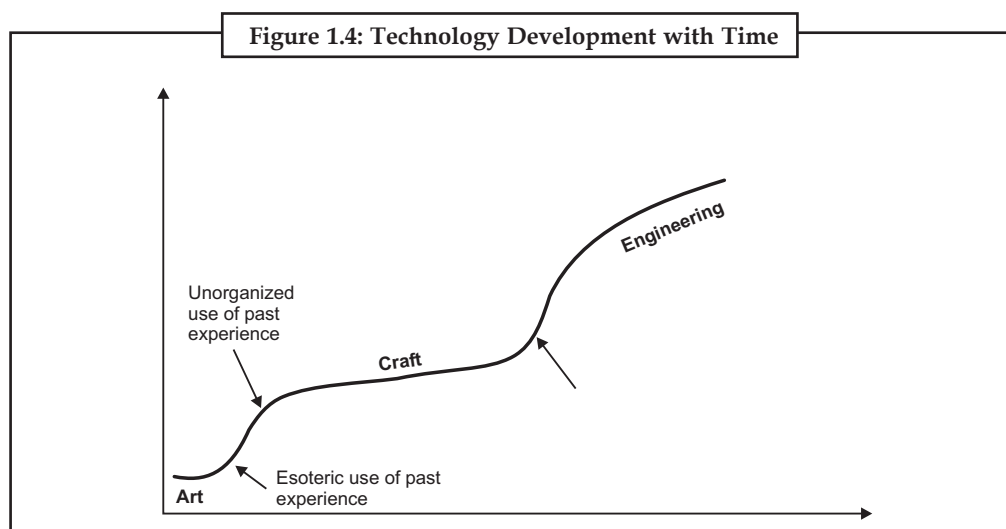 Figure 1.4: Technology Development with Time
Unorganized
use of past
experience
Craft
Engineering
Esoteric use of past
experience
Art